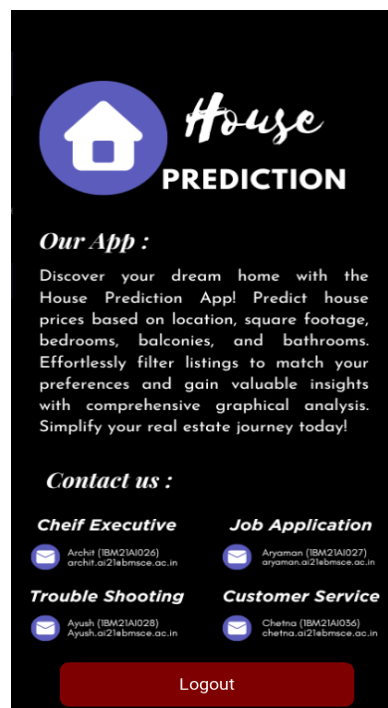 House
PREDICTION
Our App :
Discover your dream home with the
House Prediction App! Predict house
prices based on location, square footage,
bedrooms, balconies, and bathrooms.
Effortlessly filter listings to match your
preferences and gain valuable insights
with comprehensive graphical analysis.
Simplify your real estate journey today!
Contact us :
Cheif Executive
Archit (1BM21AI026)
archit.ai21@bmsce.ac.in
Job Application
Aryaman (1BM21AI027)
aryaman.ai21@bmsce.ac.in
Trouble Shooting
Ayush (1BM21AI028)
Ayush.ai21@bmsce.ac.in
Customer Service
Chetna (1BM21AI036)
chetna.ai21@bmsce.ac.in
Logout